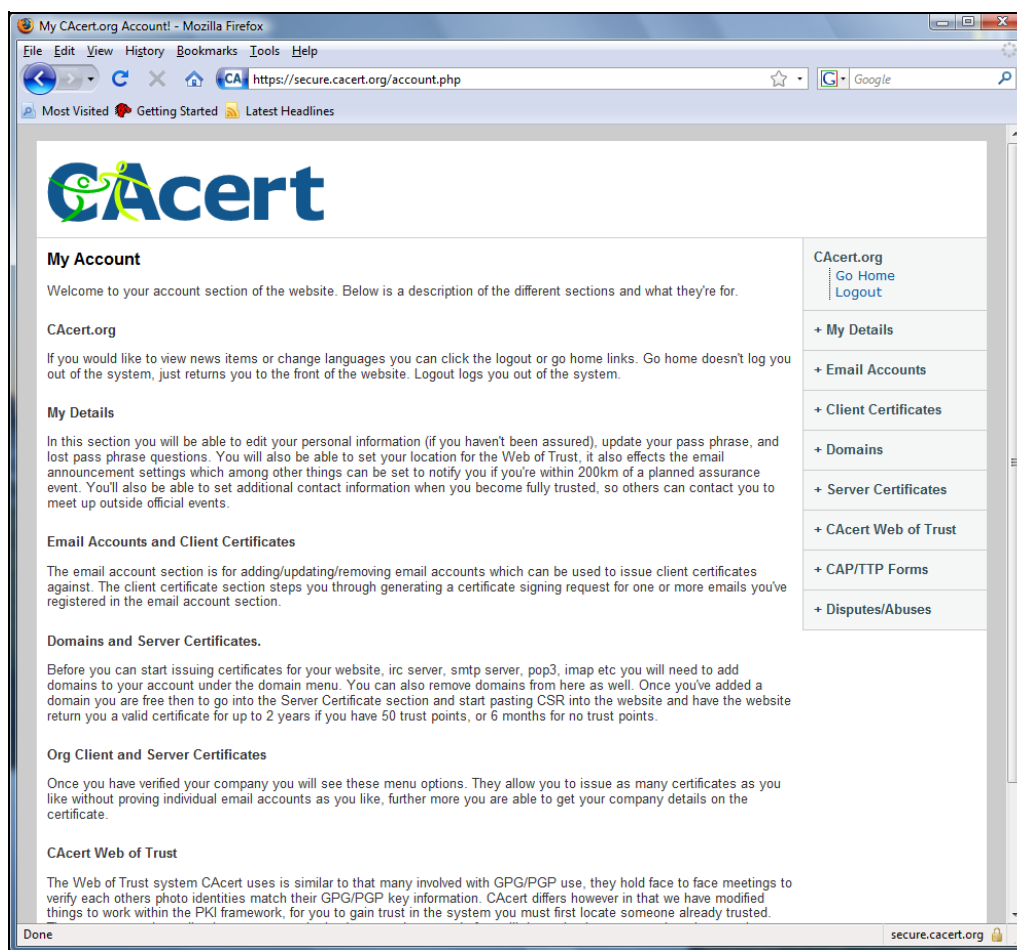 My CAcert.org Account! - Mozilla Firefox
File Edit View History Bookmarks Tools Help
CA https://secure.cacert.org/account.php
G Google
Most Visited Getting Started Latest Headlines
CAcert
My Account
Welcome to your account section of the website. Below is a description of the different sections and what they're for.
CAcert.org
If you would like to view news items or change languages you can click the logout or go home links. Go home doesn't log you
out of the system, just returns you to the front of the website. Logout logs you out of the system.
My Details
In this section you will be able to edit your personal information (if you haven't been assured), update your pass phrase, and
lost pass phrase questions. You will also be able to set your location for the Web of Trust, it also effects the email
announcement settings which among other things can be set to notify you if you're within 200km of a planned assurance
event. You'll also be able to set additional contact information when you become fully trusted, so others can contact you to
meet up outside official events.
Email Accounts and Client Certificates
The email account section is for adding/updating/removing email accounts which can be used to issue client certificates
against. The client certificate section steps you through generating a certificate signing request for one or more emails you've
registered in the email account section.
Domains and Server Certificates.
Before you can start issuing certificates for your website, irc server, smtp server, pop3, imap etc you will need to add
domains to your account under the domain menu. You can also remove domains from here as well. Once you've added a
domain you are free then to go into the Server Certificate section and start pasting CSR into the website and have the website
return you a valid certificate for up to 2 years if you have 50 trust points, or 6 months for no trust points.
Org Client and Server Certificates
Once you have verified your company you will see these menu options. They allow you to issue as many certificates as you
like without proving individual email accounts as you like, further more you are able to get your company details on the
certificate.
CAcert Web of Trust
The Web of Trust system CAcert uses is similar to that many involved with GPG/PGP use, they hold face to face meetings to
verify each others photo identities match their GPG/PGP key information. CAcert differs however in that we have modified
things to work within the PKI framework, for you to gain trust in the system you must first locate someone already trusted.
CAcert.org
Go Home
Logout
+ My Details
+ Email Accounts
+ Client Certificates
+ Domains
+ Server Certificates
+ CAcert Web of Trust
+ CAP/TTP Forms
+ Disputes/Abuses
Done
secure.cacert.org